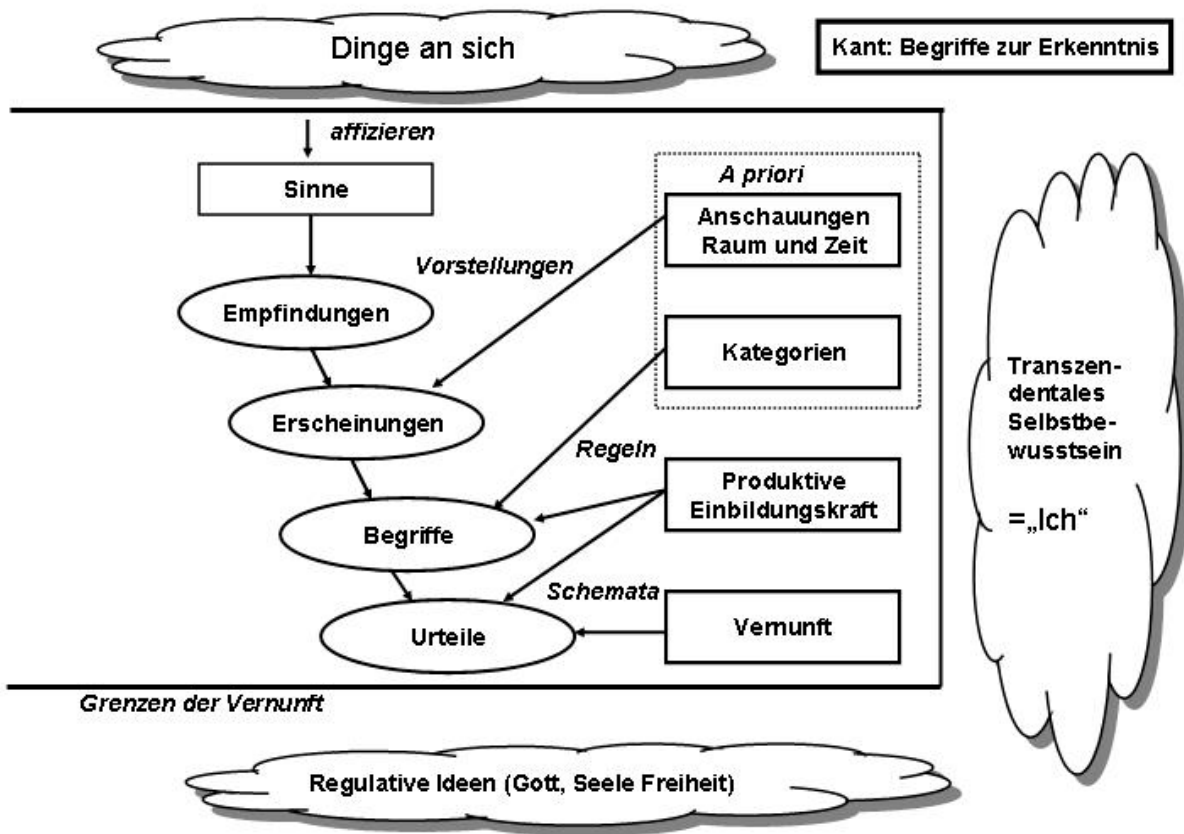 Dinge an sich
Kant: Begriffe zur Erkenntnis
affizieren
Sinne
A priori
Anschauungen
Raum und Zeit
Vorstellungen
Empfindungen
Kategorien
Erscheinungen
Transzen-
dentales
Selbstbe-
wusstsein
=„Ich“
Regeln
Produktive
Einbildungskraft
Begriffe
Schemata
Vernunft
Urteile
Grenzen der Vernunft
Regulative Ideen (Gott, Seele Freiheit)